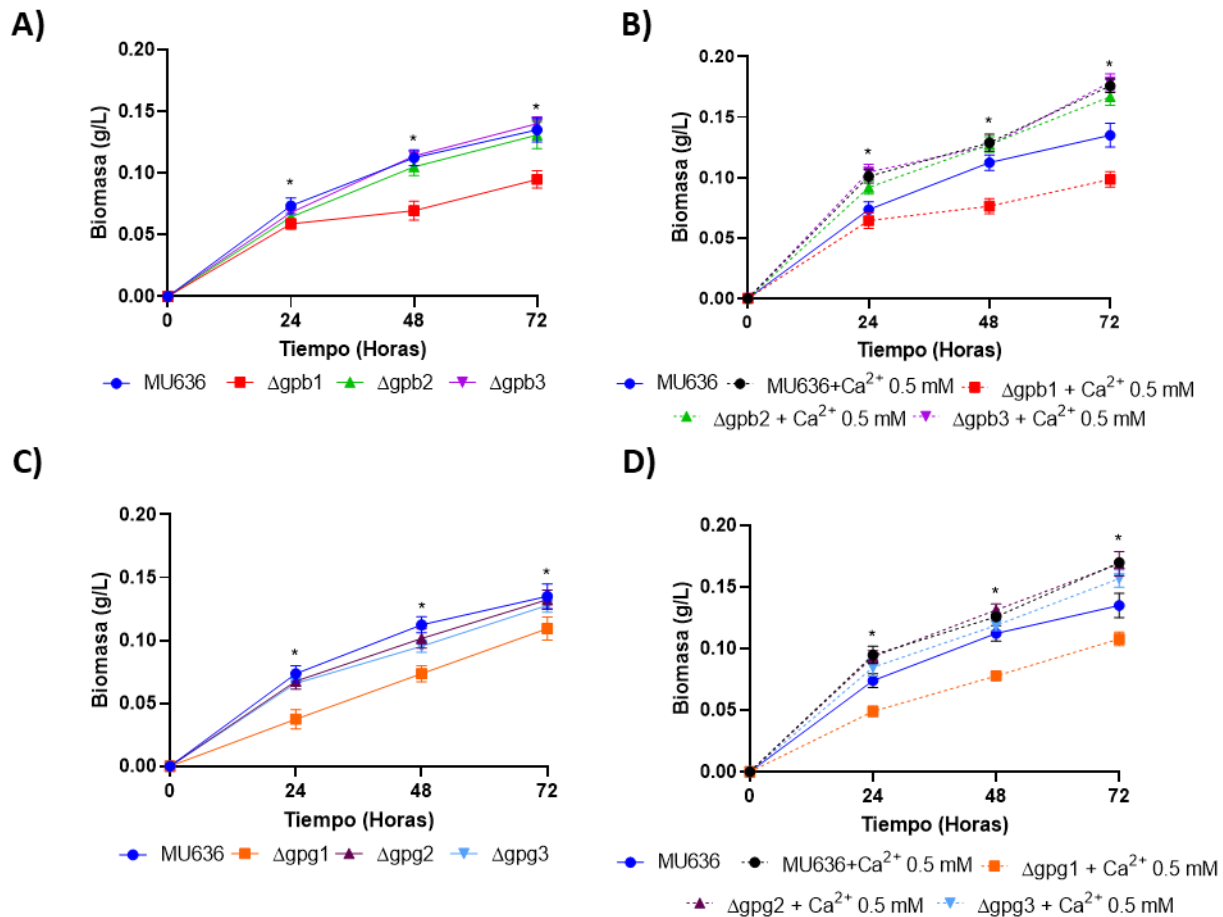 A)
Biomasa (g/L)
0.20
0.15
0.10
0.05
0.00
* * *
0 24 48 72
Tiempo (Horas)
MU636 Δgpb1 Δgpb2 Δgpb3
B)
Biomasa (g/L)
0.20
0.15
0.10
0.05
0.00
* * *
0 24 48 72
Tiempo (Horas)
MU636 MU636+Ca²⁺ 0.5 mM Δgpb1 + Ca²⁺ 0.5 mM
Δgpb2 + Ca²⁺ 0.5 mM Δgpb3 + Ca²⁺ 0.5 mM
C)
Biomasa (g/L)
0.20
0.15
0.10
0.05
0.00
* * *
0 24 48 72
Tiempo (Horas)
MU636 Δgpg1 Δgpg2 Δgpg3
D)
Biomasa (g/L)
0.20
0.15
0.10
0.05
0.00
* * *
0 24 48 72
Tiempo (Horas)
MU636 MU636+Ca²⁺ 0.5 mM Δgpg1 + Ca²⁺ 0.5 mM
Δgpg2 + Ca²⁺ 0.5 mM Δgpg3 + Ca²⁺ 0.5 mM